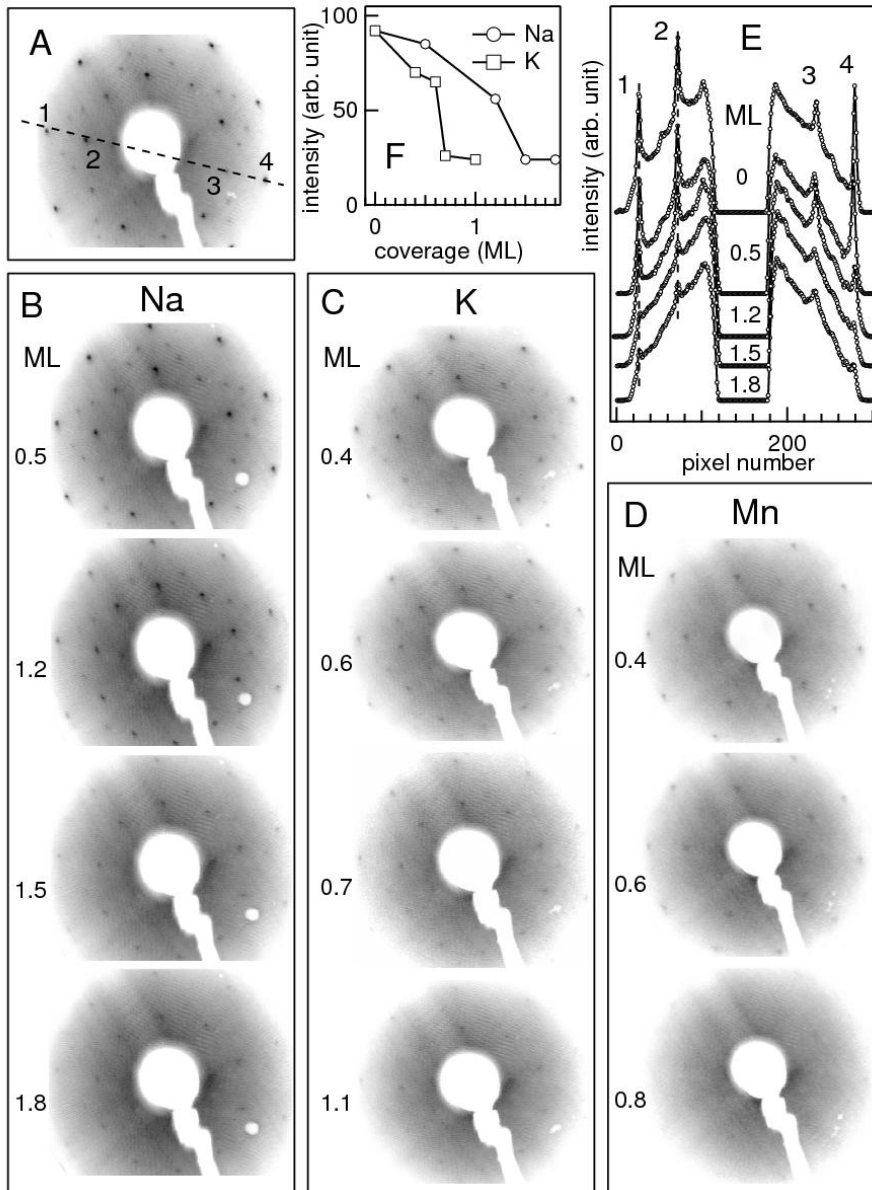 A
1
2
3
4
100
50
0
intensity (arb. unit)
Na
K
F
0
1
coverage (ML)
E
1
2
3
4
ML
0
0.5
1.2
1.5
1.8
intensity (arb. unit)
0
200
pixel number
B
Na
ML
0.5
1.2
1.5
1.8
C
K
ML
0.4
0.6
0.7
1.1
D
Mn
ML
0.4
0.6
0.8